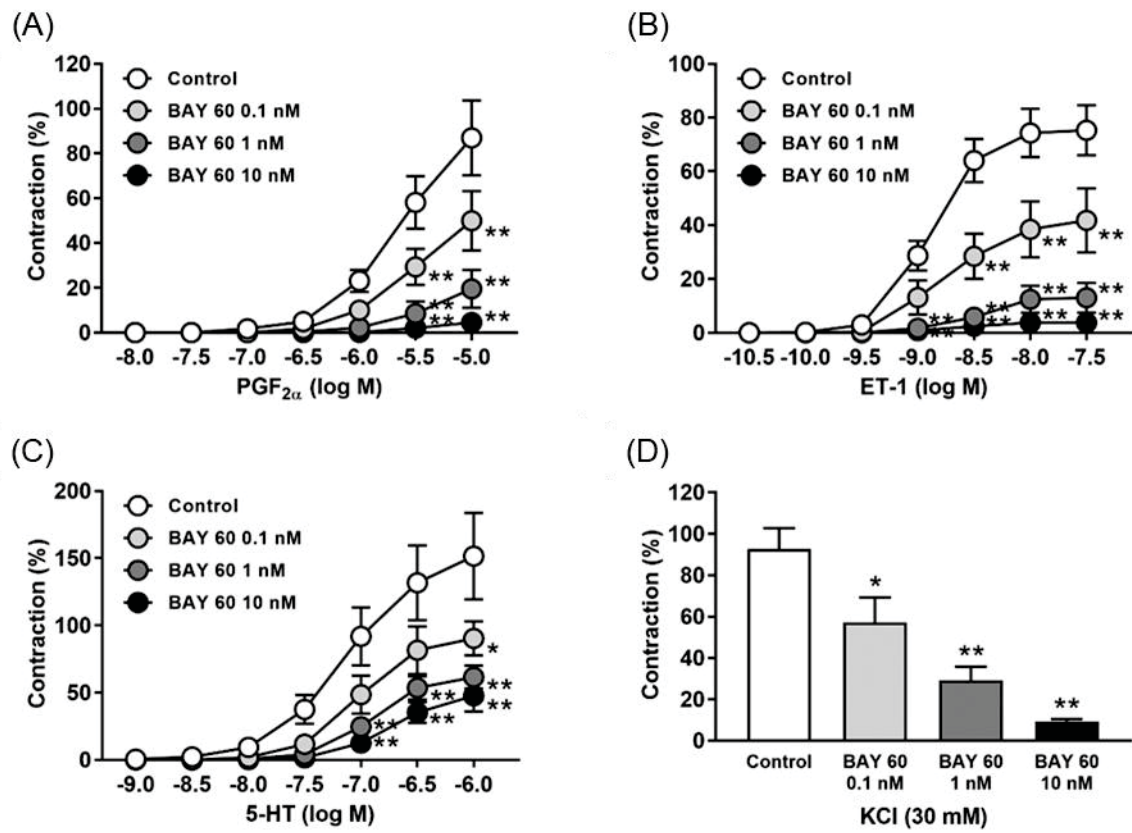 (A)
120
100
80
60
40
20
0
Contraction (%)
Control
BAY 60 0.1 nM
BAY 60 1 nM
BAY 60 10 nM
**
**
**
**
**
**
-8.0 -7.5 -7.0 -6.5 -6.0 -5.5 -5.0
PGF2α (log M)
(B)
100
80
60
40
20
0
Contraction (%)
Control
BAY 60 0.1 nM
BAY 60 1 nM
BAY 60 10 nM
**
**
**
**
**
**
**
**
**
**
**
-10.5 -10.0 -9.5 -9.0 -8.5 -8.0 -7.5
ET-1 (log M)
(C)
200
150
100
50
0
Contraction (%)
Control
BAY 60 0.1 nM
BAY 60 1 nM
BAY 60 10 nM
*
**
**
**
**
**
**
-9.0 -8.5 -8.0 -7.5 -7.0 -6.5 -6.0
5-HT (log M)
(D)
120
100
80
60
40
20
0
Contraction (%)
*
**
**
Control BAY 60 BAY 60 BAY 60
0.1 nM 1 nM 10 nM
KCl (30 mM)